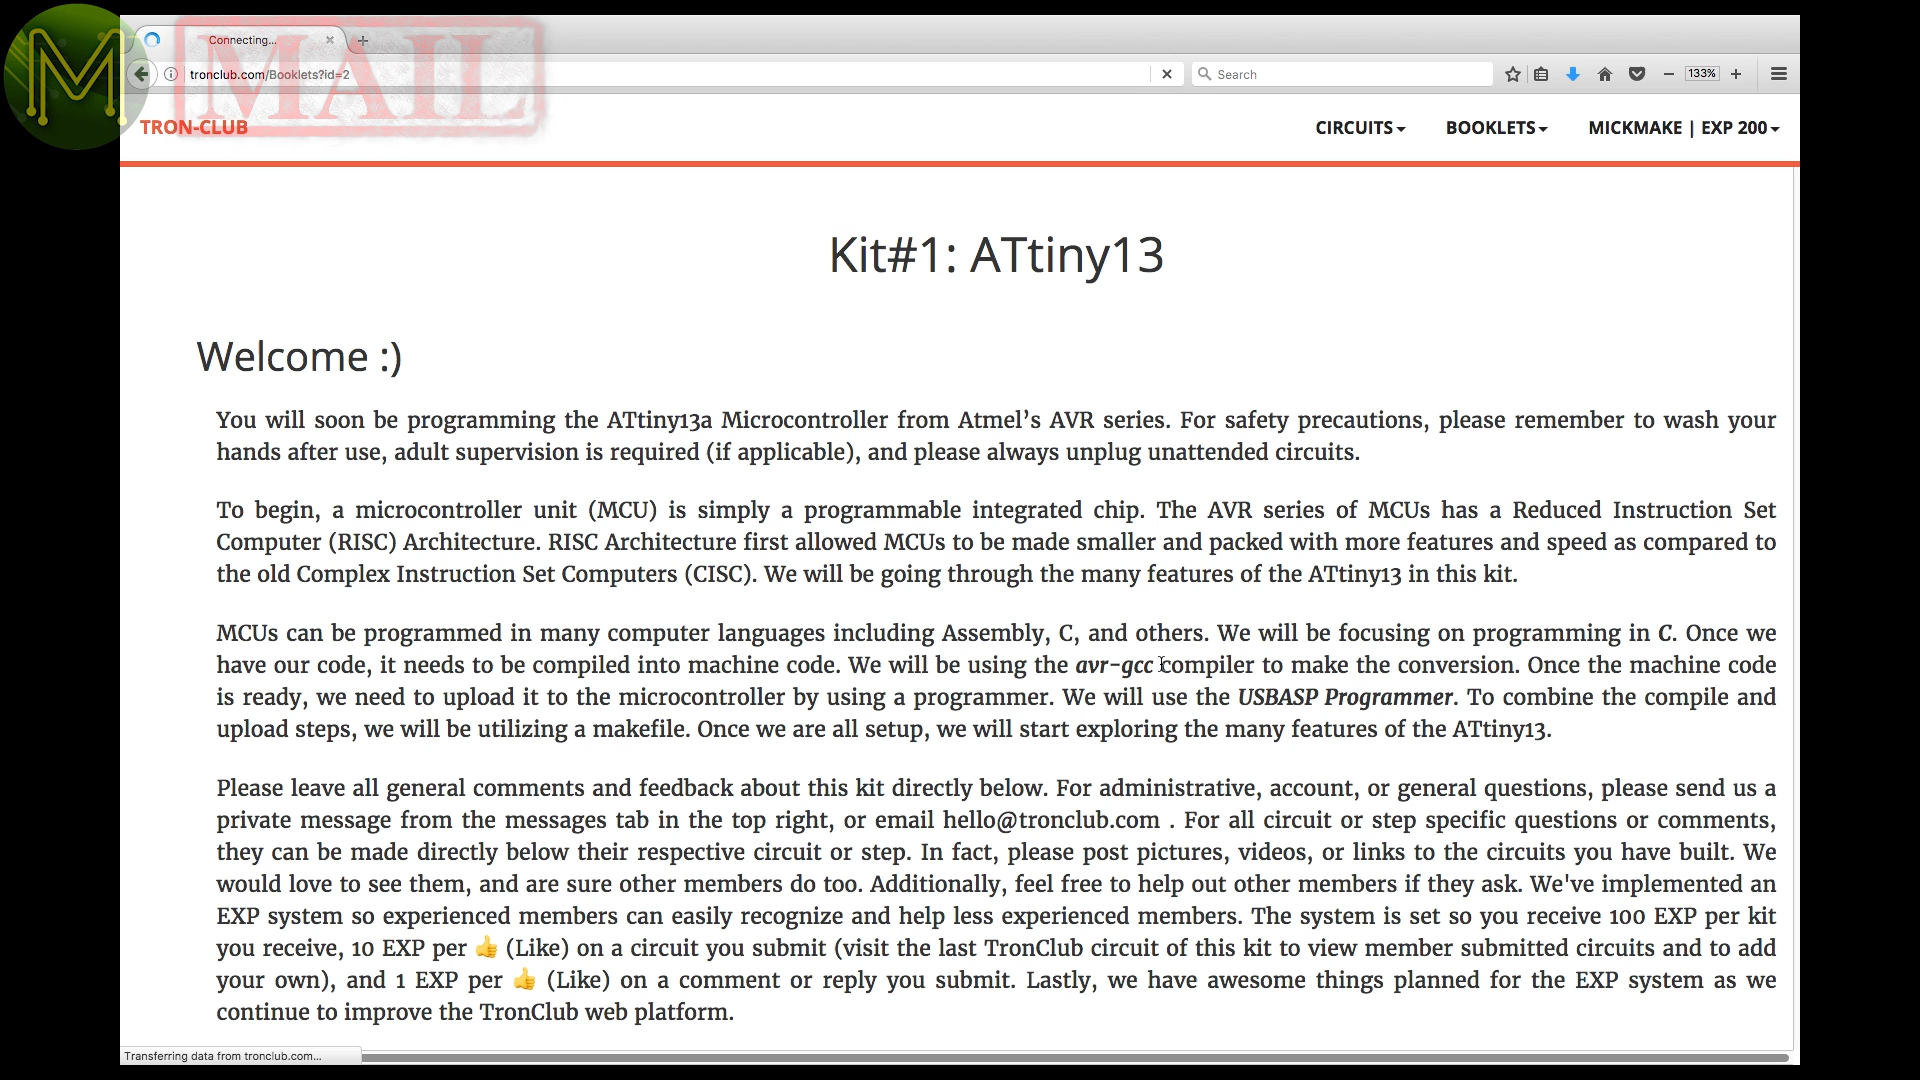 Connecting...
MAIL
tronclub.com/Booklets?id=2
Search
133%
TRON-CLUB
CIRCUITS
BOOKLETS
MICKMAKE | EXP 200
Kit#1: ATtiny13
Welcome :)
You will soon be programming the ATtiny13a Microcontroller from Atmel’s AVR series. For safety precautions, please remember to wash your
hands after use, adult supervision is required (if applicable), and please always unplug unattended circuits.
To begin, a microcontroller unit (MCU) is simply a programmable integrated chip. The AVR series of MCUs has a Reduced Instruction Set
Computer (RISC) Architecture. RISC Architecture first allowed MCUs to be made smaller and packed with more features and speed as compared to
the old Complex Instruction Set Computers (CISC). We will be going through the many features of the ATtiny13 in this kit.
MCUs can be programmed in many computer languages including Assembly, C, and others. We will be focusing on programming in C. Once we
have our code, it needs to be compiled into machine code. We will be using the avr-gcc compiler to make the conversion. Once the machine code
is ready, we need to upload it to the microcontroller by using a programmer. We will use the USBASP Programmer. To combine the compile and
upload steps, we will be utilizing a makefile. Once we are all setup, we will start exploring the many features of the ATtiny13.
Please leave all general comments and feedback about this kit directly below. For administrative, account, or general questions, please send us a
private message from the messages tab in the top right, or email hello@tronclub.com . For all circuit or step specific questions or comments,
they can be made directly below their respective circuit or step. In fact, please post pictures, videos, or links to the circuits you have built. We
would love to see them, and are sure other members do too. Additionally, feel free to help out other members if they ask. We've implemented an
EXP system so experienced members can easily recognize and help less experienced members. The system is set so you receive 100 EXP per kit
you receive, 10 EXP per 👍 (Like) on a circuit you submit (visit the last TronClub circuit of this kit to view member submitted circuits and to add
your own), and 1 EXP per 👍 (Like) on a comment or reply you submit. Lastly, we have awesome things planned for the EXP system as we
continue to improve the TronClub web platform.
Transferring data from tronclub.com...